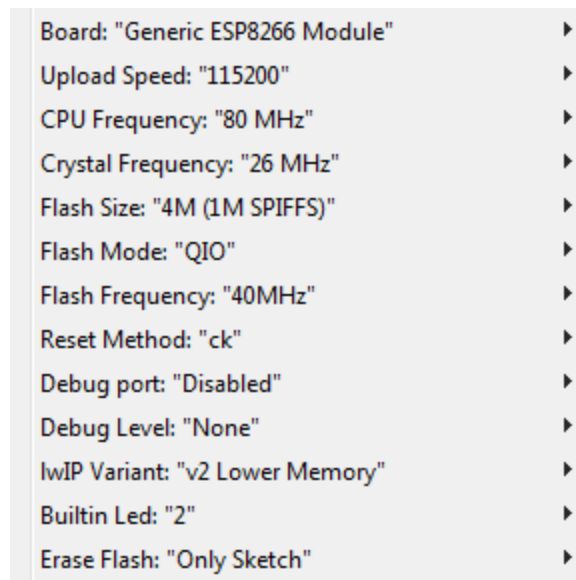 Board: "Generic ESP8266 Module"
Upload Speed: "115200"
CPU Frequency: "80 MHz"
Crystal Frequency: "26 MHz"
Flash Size: "4M (1M SPIFFS)"
Flash Mode: "QIO"
Flash Frequency: "40MHz"
Reset Method: "ck"
Debug port: "Disabled"
Debug Level: "None"
lwIP Variant: "v2 Lower Memory"
Builtin Led: "2"
Erase Flash: "Only Sketch"